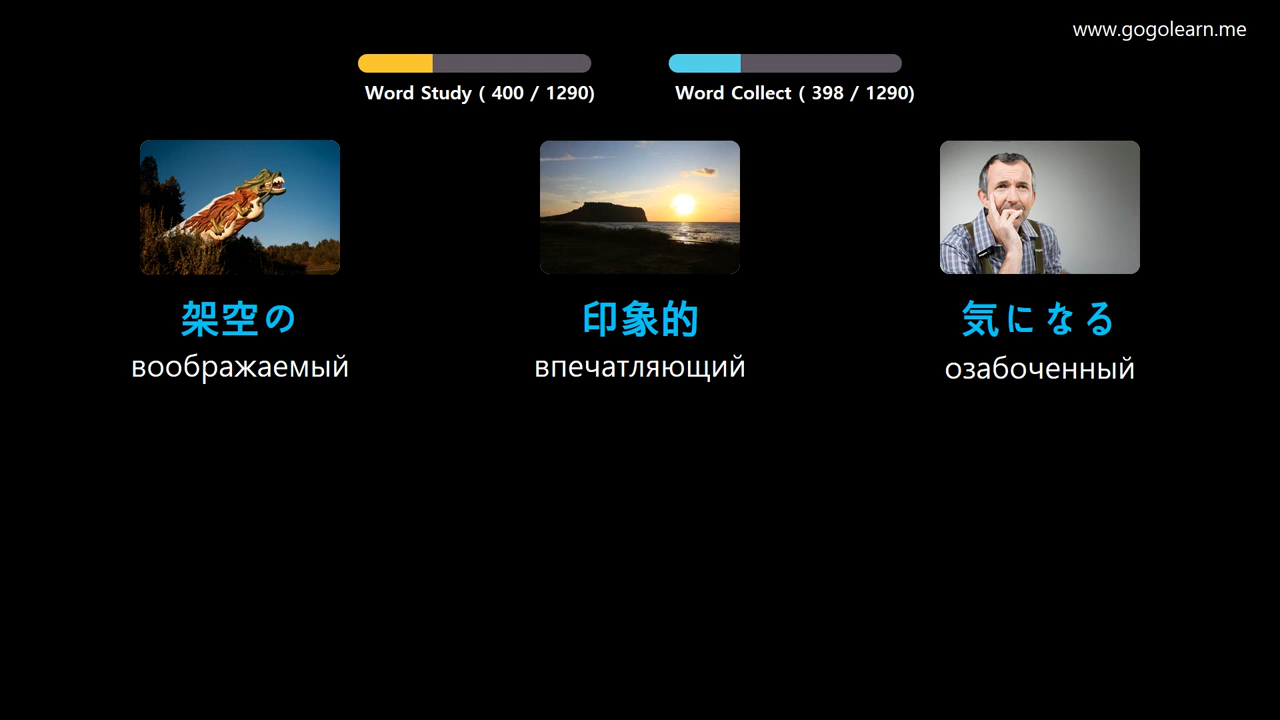 www.gogolearn.me
Word Study ( 400 / 1290)
Word Collect ( 398 / 1290)
架空の
воображаемый
印象的
впечатляющий
気になる
озабоченный